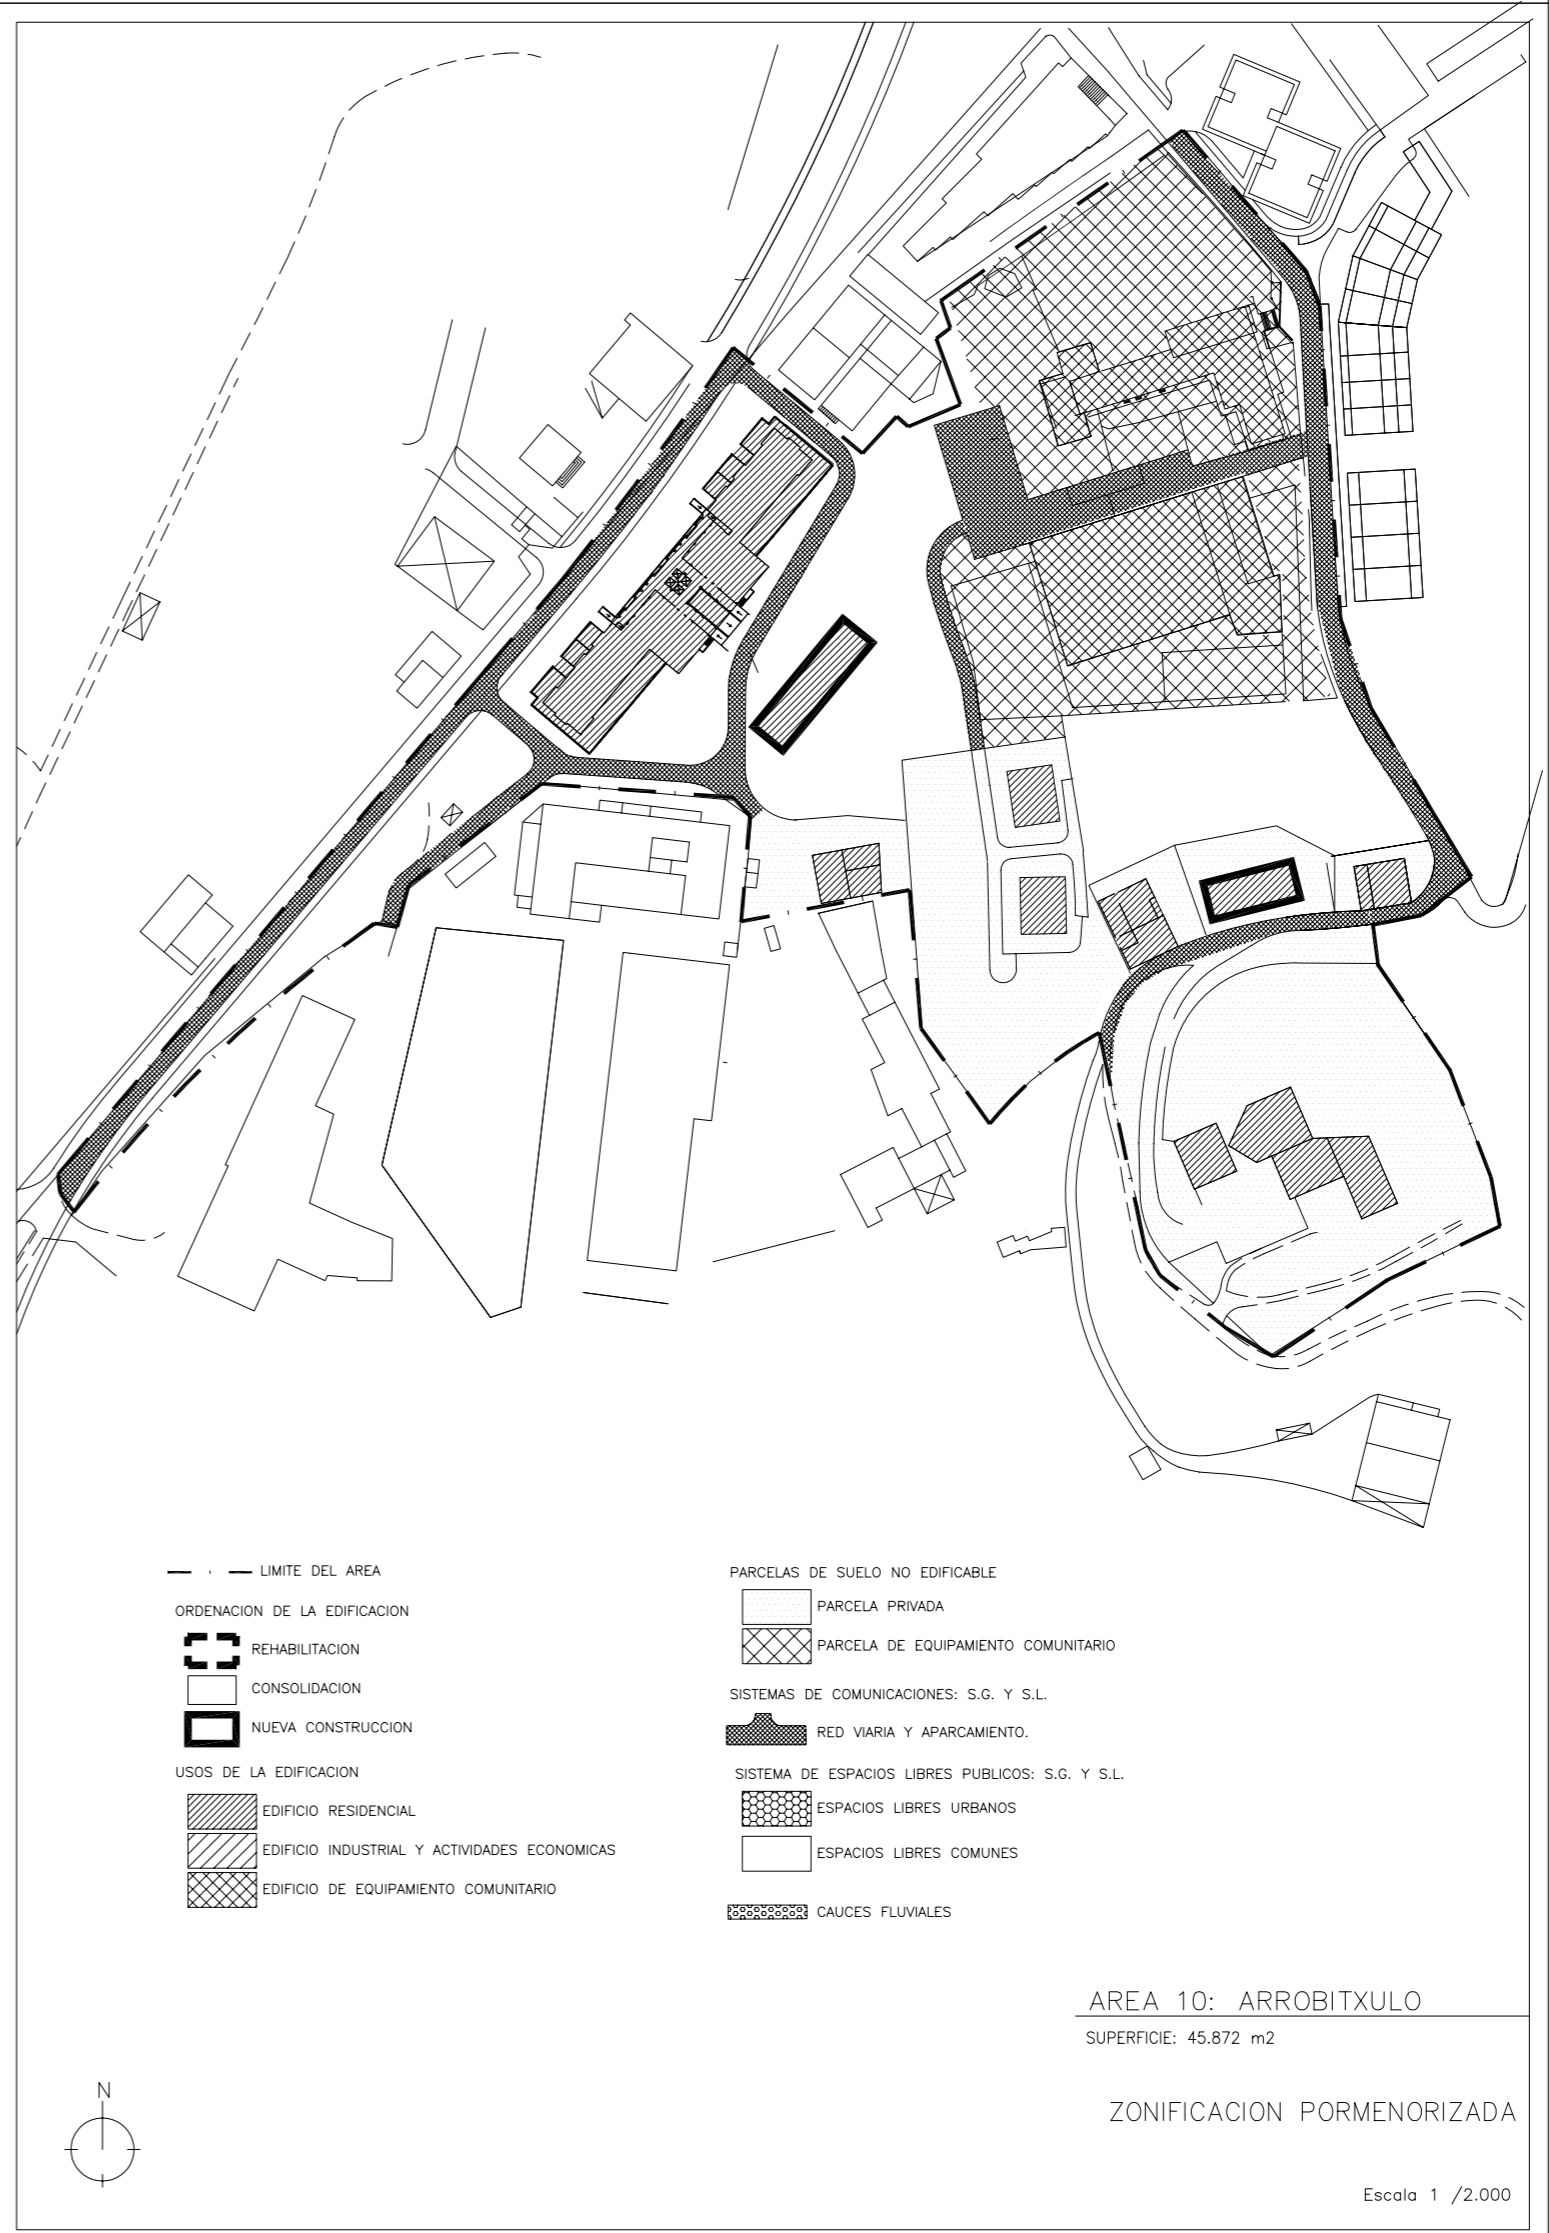 LIMITE DEL AREA
ORDENACION DE LA EDIFICACION
REHABILITACION
CONSOLIDACION
NUEVA CONSTRUCCION
USOS DE LA EDIFICACION
EDIFICIO RESIDENCIAL
EDIFICIO INDUSTRIAL Y ACTIVIDADES ECONOMICAS
EDIFICIO DE EQUIPAMIENTO COMUNITARIO
PARCELAS DE SUELO NO EDIFICABLE
PARCELA PRIVADA
PARCELA DE EQUIPAMIENTO COMUNITARIO
SISTEMAS DE COMUNICACIONES: S.G. Y S.L.
RED VIARIA Y APARCAMIENTO.
SISTEMA DE ESPACIOS LIBRES PUBLICOS: S.G. Y S.L.
ESPACIOS LIBRES URBANOS
ESPACIOS LIBRES COMUNES
CAUCES FLUVIALES
AREA 10: ARROBITXULO
SUPERFICIE: 45.872 m2
N
ZONIFICACION PORMENORIZADA
Escala 1 /2.000